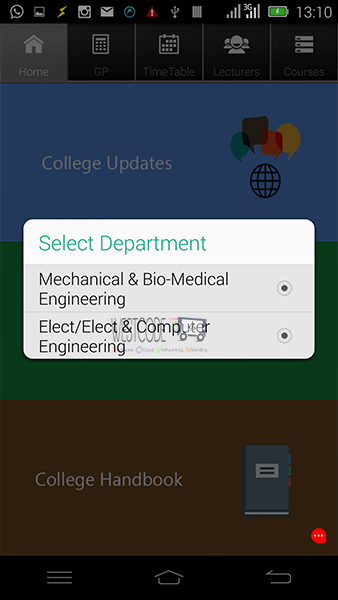 3G
13:10
Home
GP
TimeTable
Lecturers
Courses
College Updates
Select Department
Mechanical & Bio-Medical
Engineering
Elect/Elect & Computer
WESTCODE
Engineering
College Handbook